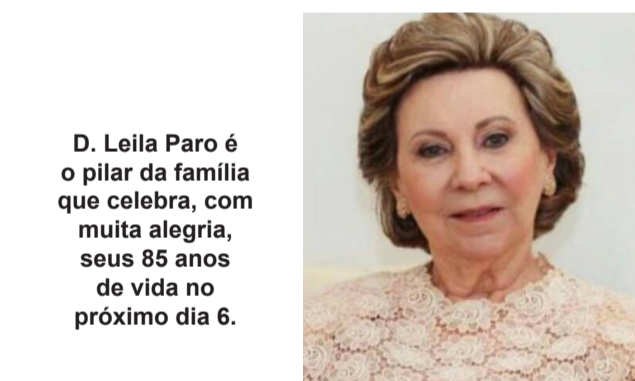 D. Leila Paro é
o pilar da família
que celebra, com
muita alegria,
seus 85 anos
de vida no
próximo dia 6.